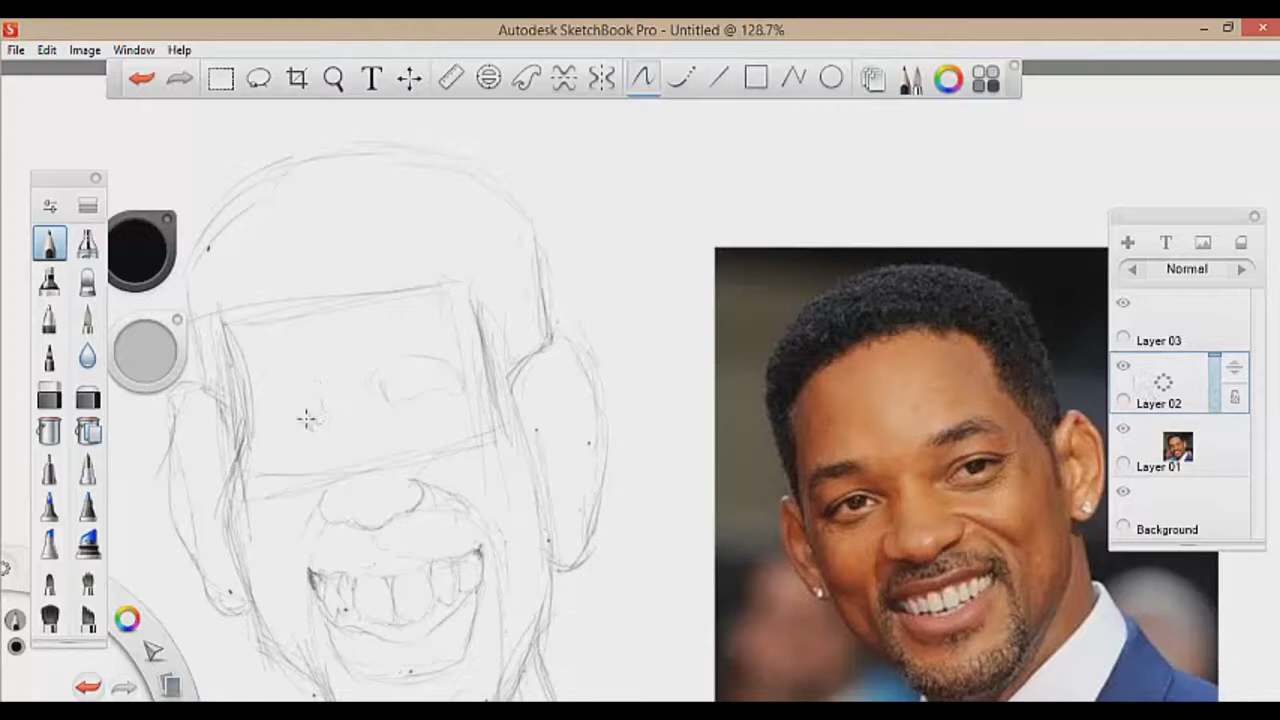 Autodesk SketchBook Pro - Untitled @ 128.7%
File Edit Image Window Help
Normal
Layer 03
Layer 02
Layer 01
Background